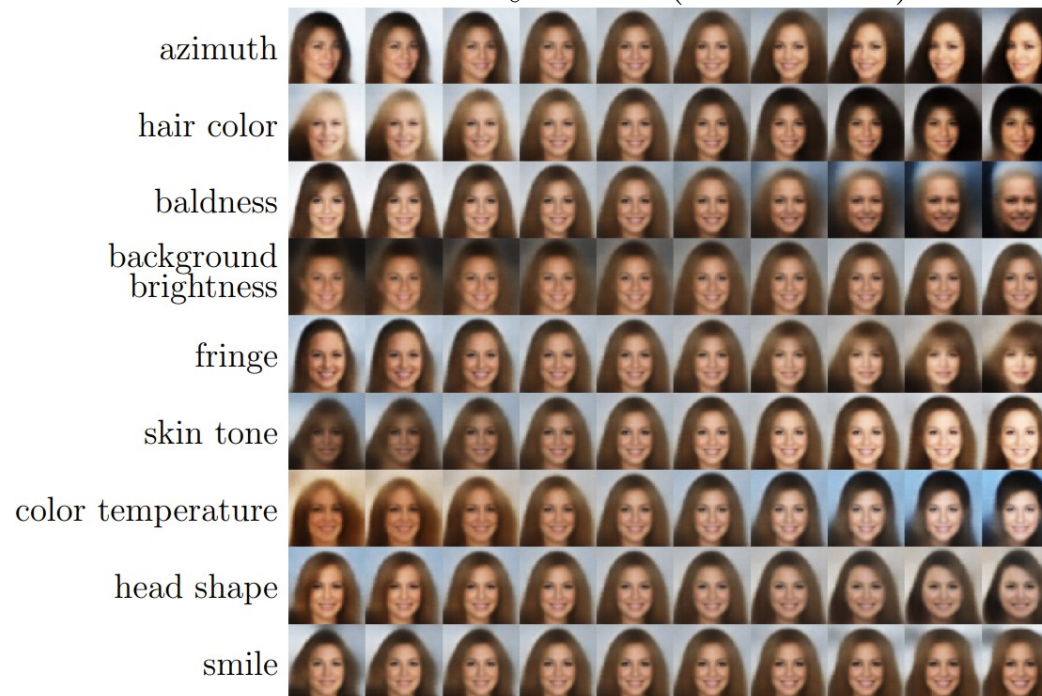 azimuth
hair color
baldness
background
brightness
fringe
skin tone
color temperature
head shape
smile